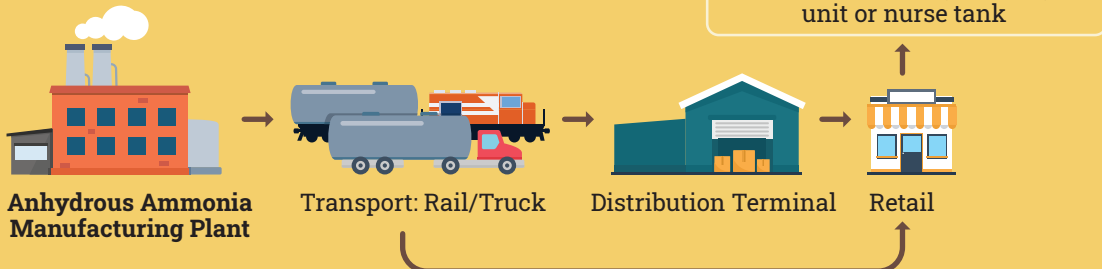 unit or nurse tank
Anhydrous Ammonia
Manufacturing Plant
Transport: Rail/Truck
Distribution Terminal
Retail